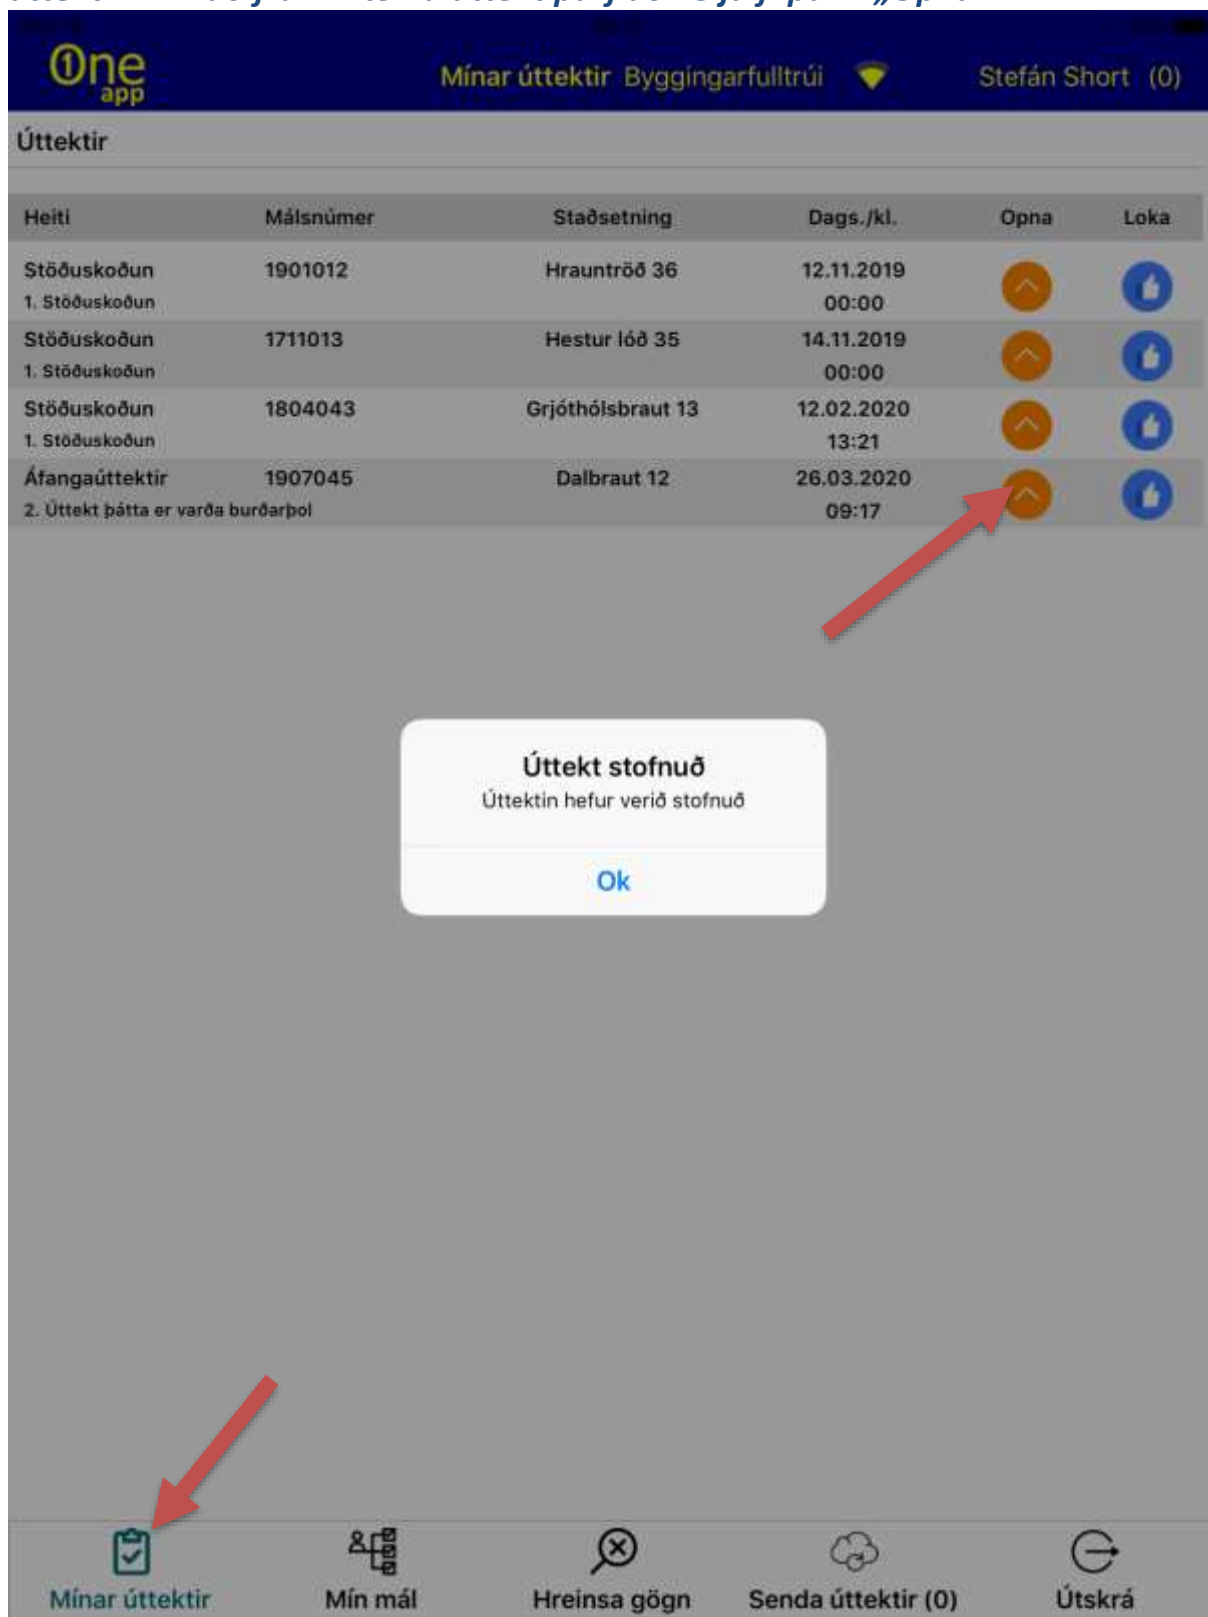 One
app
Mínar úttektir Byggingarfulltrúi Stefán Short (0)
Úttektir
Heiti Málsnúmer Staðsetning Dags./kl. Opna Loka
Stöðuskoðun 1901012 Hrauntröð 36 12.11.2019
1. Stöðuskoðun 00:00
Stöðuskoðun 1711013 Hestur lóð 35 14.11.2019
1. Stöðuskoðun 00:00
Stöðuskoðun 1804043 Grjóthólsbraut 13 12.02.2020
1. Stöðuskoðun 13:21
Áfangaúttektir 1907045 Dalbraut 12 26.03.2020
2. Úttekt þátta er varða burðarþol 09:17
Úttekt stofnuð
Úttektin hefur verið stofnuð
Ok
Mínar úttektir Mín mál Hreinsa gögn Senda úttektir (0) Útskrá